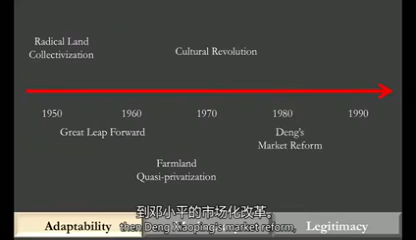 Radical Land
Collectivization
Cultural Revolution
1950 1960 1970 1980 1990
Great Leap Forward
Deng's
Market Reform
Farmland
Quasi-privatization
到邓小平的市场化改革,
then Deng Xiaoping's market reform,
Adaptability
Legitimacy